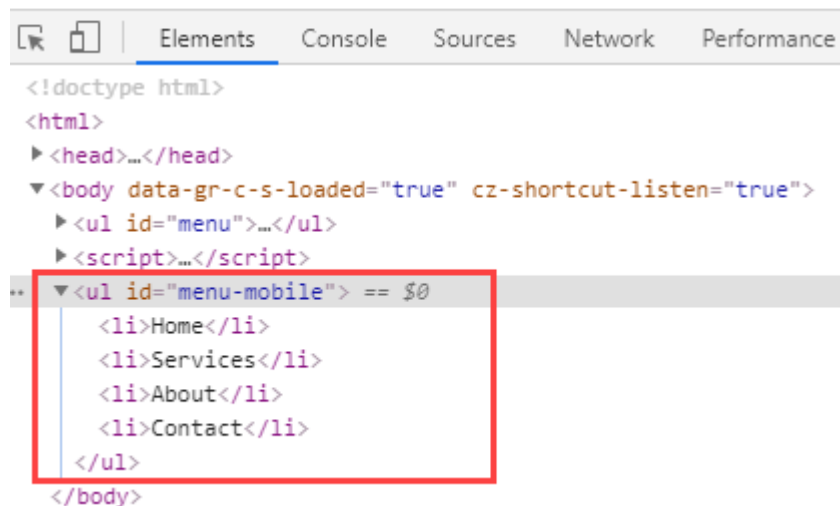 Elements Console Sources Network Performance
<!doctype html>
<html>
<head>…</head>
<body data-gr-c-s-loaded="true" cz-shortcut-listen="true">
<ul id="menu">…</ul>
<script>…</script>
<ul id="menu-mobile"> == $0
<li>Home</li>
<li>Services</li>
<li>About</li>
<li>Contact</li>
</ul>
</body>